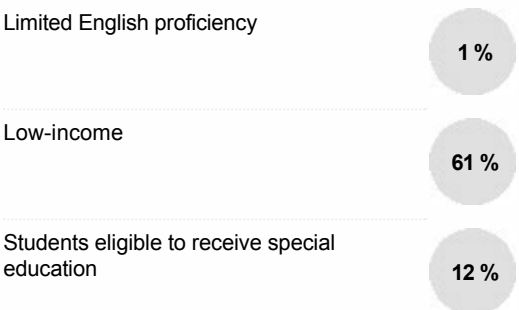 Limited English proficiency
1 %
Low-income
61 %
Students eligible to receive special
education
12 %